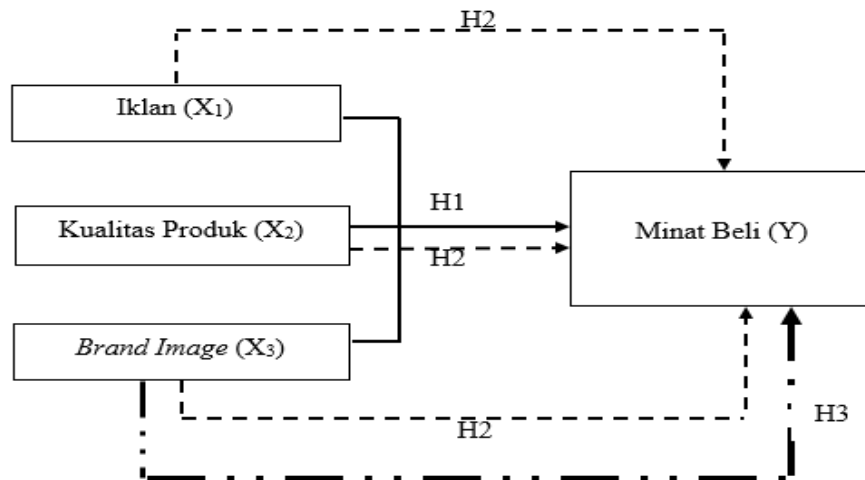 H2
Iklan (X₁)
H1
Kualitas Produk (X₂)
Minat Beli (Y)
H2
Brand Image (X₃)
H3
H2